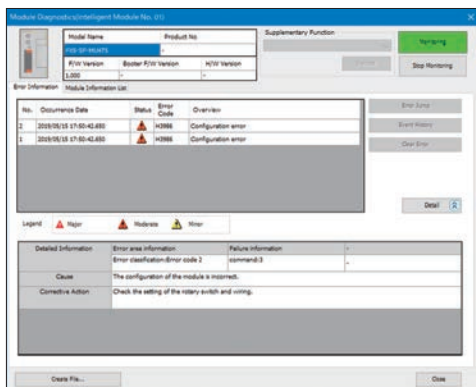 Module Diagnostics(Intelligent Module No. 01)
Model Name
Product No.
Supplementary Function
FX5-SF-MU4T5
-
Monitoring
F/W Version
Booter F/W Version
H/W Version
Stop Monitoring
1.000
-
-
Error Information
Module Information List
No.
Occurrence Date
Status
Error Code
Overview
Error Jump
2
2019/05/15 17:50:42.650
H3986
Configuration error
Event History
1
2019/05/15 17:50:42.650
H3986
Configuration error
Clear Error
Detail
Legend
Major
Moderate
Minor
Detailed Information
Error area information
Failure information
-
Error classification:Error code 2
command:3
-
Cause
The configuration of the module is incorrect.
Corrective Action
Check the setting of the rotary switch and wiring.
Create File...
Close